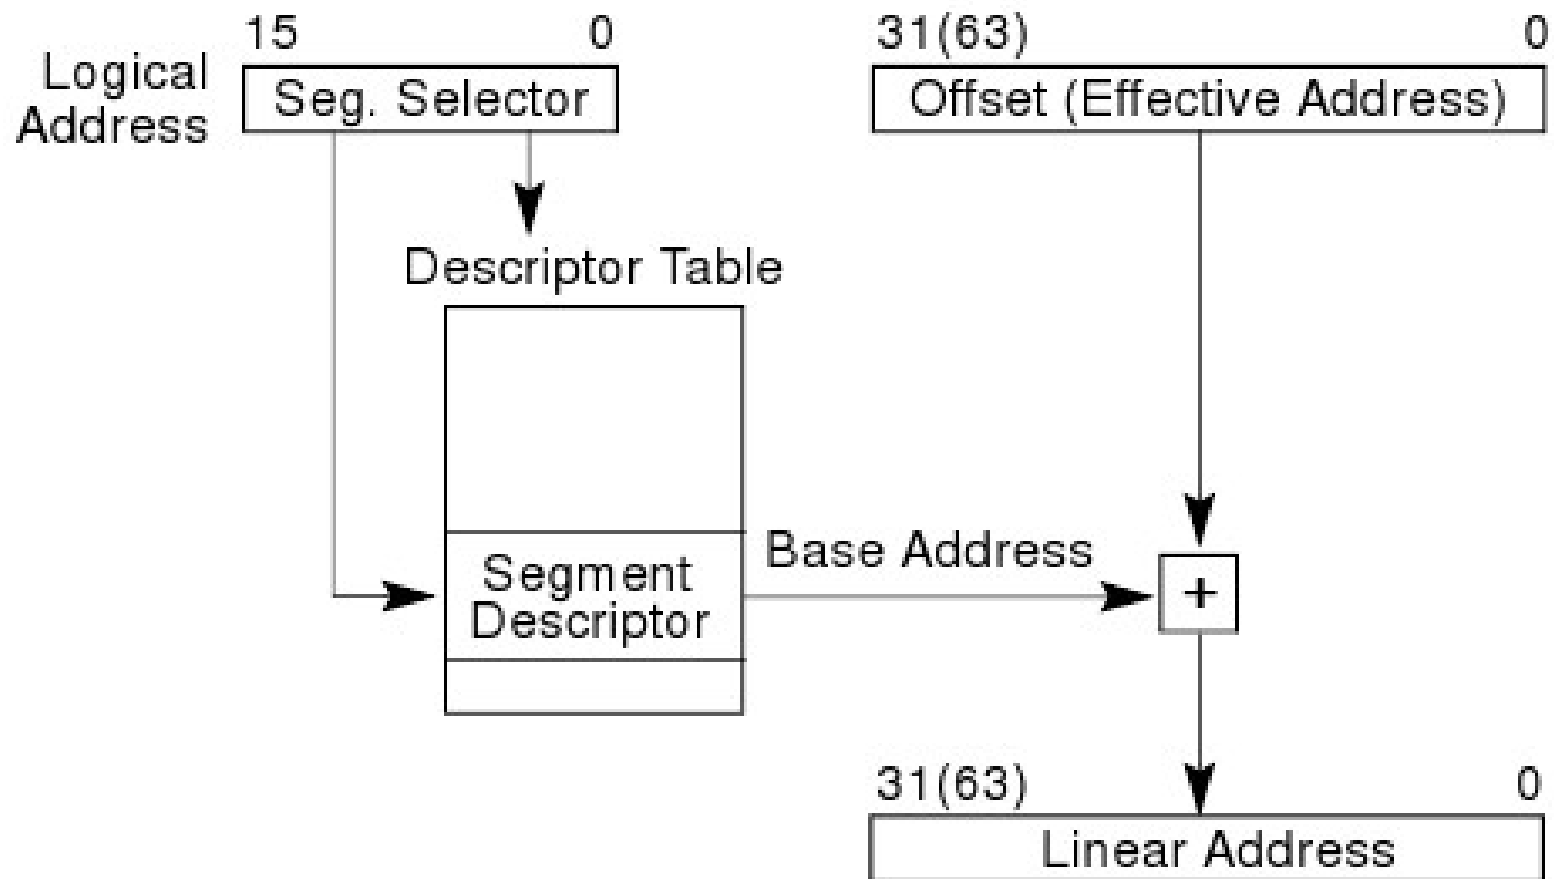 15 0
31(63) 0
Logical
Address
Seg. Selector
Offset (Effective Address)
Descriptor Table
Base Address
+
Segment
Descriptor
31(63) 0
Linear Address